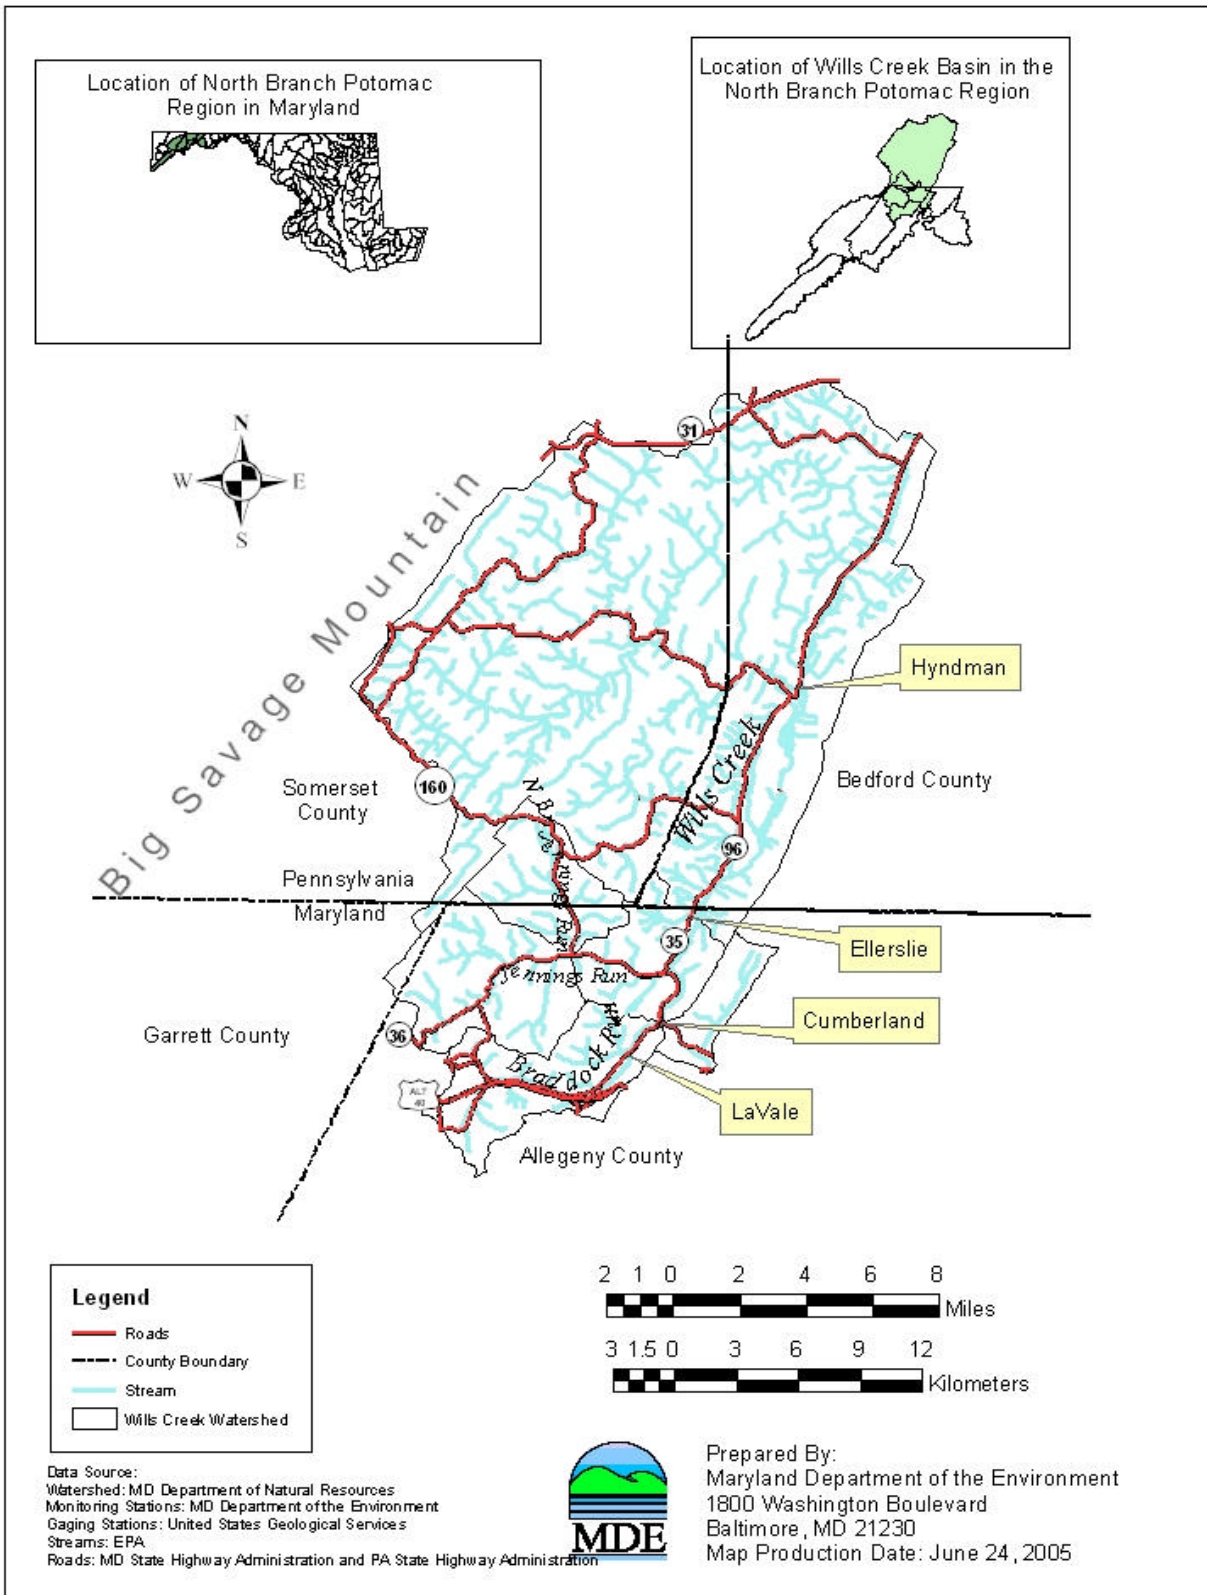 Location of North Branch Potomac
Region in Maryland
Location of Wills Creek Basin in the
North Branch Potomac Region
N
W
E
S
31
Big Savage Mountain
Hyndman
Wills Creek
Bedford County
Somerset
County
160
N Br Jennings Run
96
Pennsylvania
Maryland
Ellerslie
35
Jennings Run
Cumberland
Garrett County
36
Braddock Run
ALT
40
LaVale
Allegeny County
Legend
Roads
County Boundary
Stream
Wills Creek Watershed
2 1 0 2 4 6 8
Miles
3 1.5 0 3 6 9 12
Kilometers
Data Source:
Watershed: MD Department of Natural Resources
Monitoring Stations: MD Department of the Environment
Gaging Stations: United States Geological Services
Streams: EPA
Roads: MD State Highway Administration and PA State Highway Administration
MDE
Prepared By:
Maryland Department of the Environment
1800 Washington Boulevard
Baltimore, MD 21230
Map Production Date: June 24, 2005